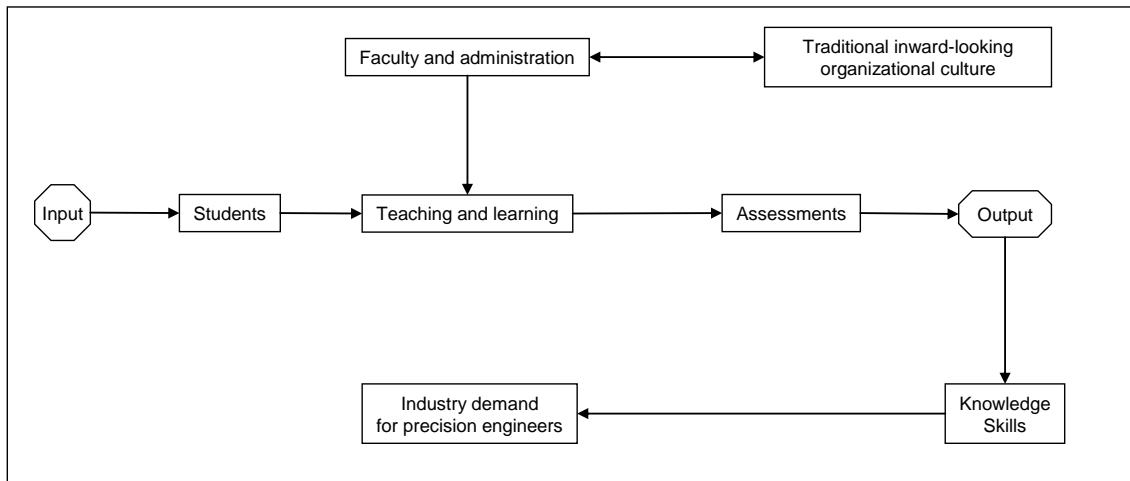 Faculty and administration
Traditional inward-looking
organizational culture
Input
Students
Teaching and learning
Assessments
Output
Industry demand
for precision engineers
Knowledge
Skills